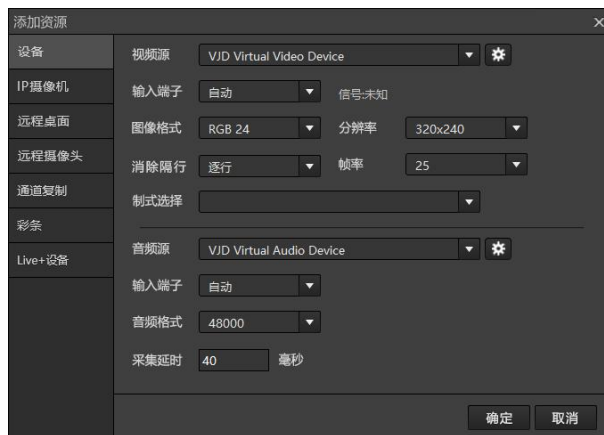 添加资源
设备
IP摄像机
远程桌面
远程摄像头
通道复制
彩条
Live+设备
视频源 VJD Virtual Video Device
输入端子 自动 信号:未知
图像格式 RGB 24 分辨率 320x240
消除隔行 逐行 帧率 25
制式选择
音频源 VJD Virtual Audio Device
输入端子 自动
音频格式 48000
采集延时 40 毫秒
确定 取消